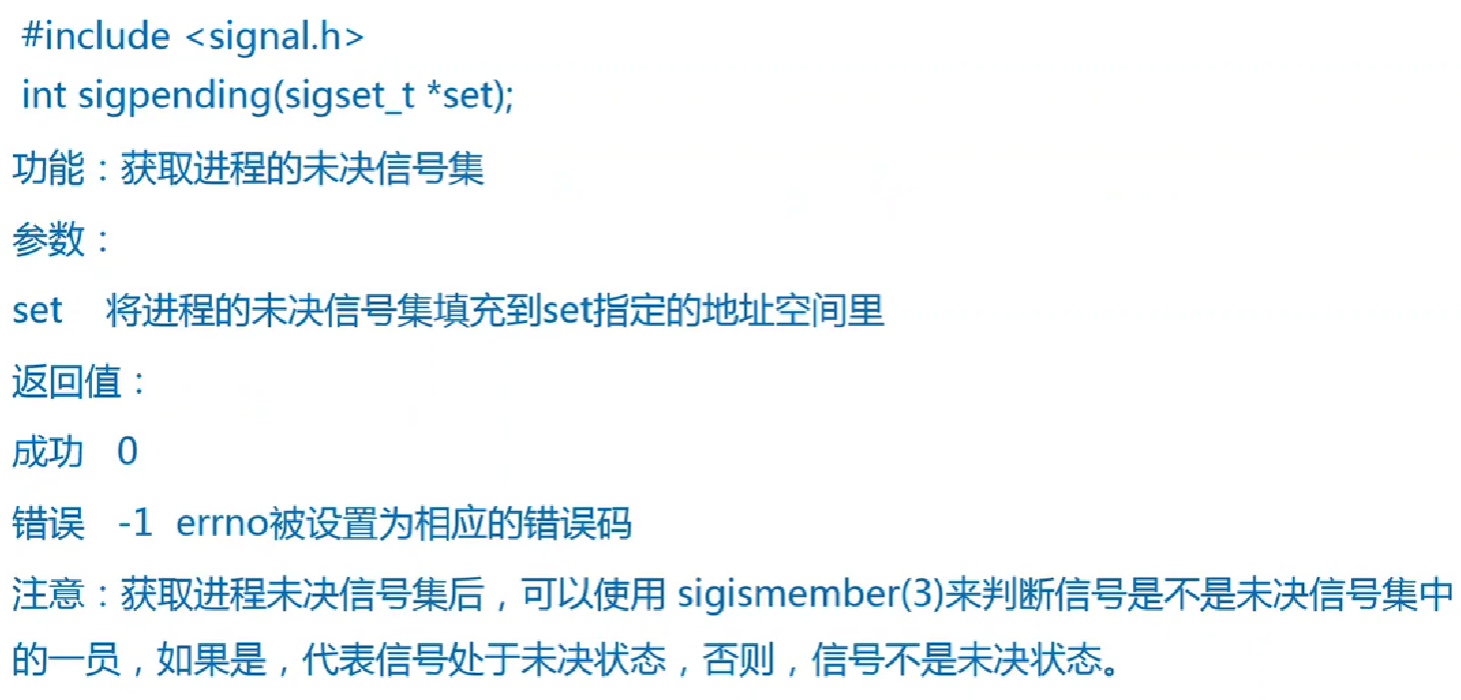 #include <signal.h>
int sigpending(sigset_t *set);
功能：获取进程的未决信号集
参数：
set 将进程的未决信号集填充到set指定的地址空间里
返回值：
成功 0
错误 -1 errno被设置为相应的错误码
注意：获取进程未决信号集后，可以使用 sigismember(3)来判断信号是不是未决信号集中
的一员，如果是，代表信号处于未决状态，否则，信号不是未决状态。